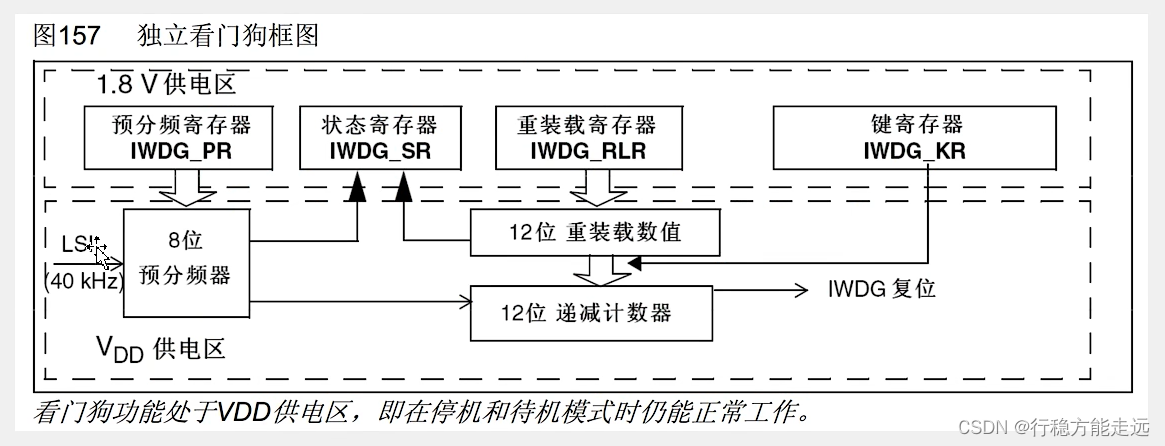 图157 独立看门狗框图
1.8 V 供电区
预分频寄存器
IWDG_PR
状态寄存器
IWDG_SR
重装载寄存器
IWDG_RLR
键寄存器
IWDG_KR
LSI
(40 kHz)
8位
预分频器
12位 重装载数值
12位 递减计数器
IWDG 复位
VDD 供电区
看门狗功能处于VDD供电区，即在停机和待机模式时仍能正常工作。
CSDN @行稳方能走远